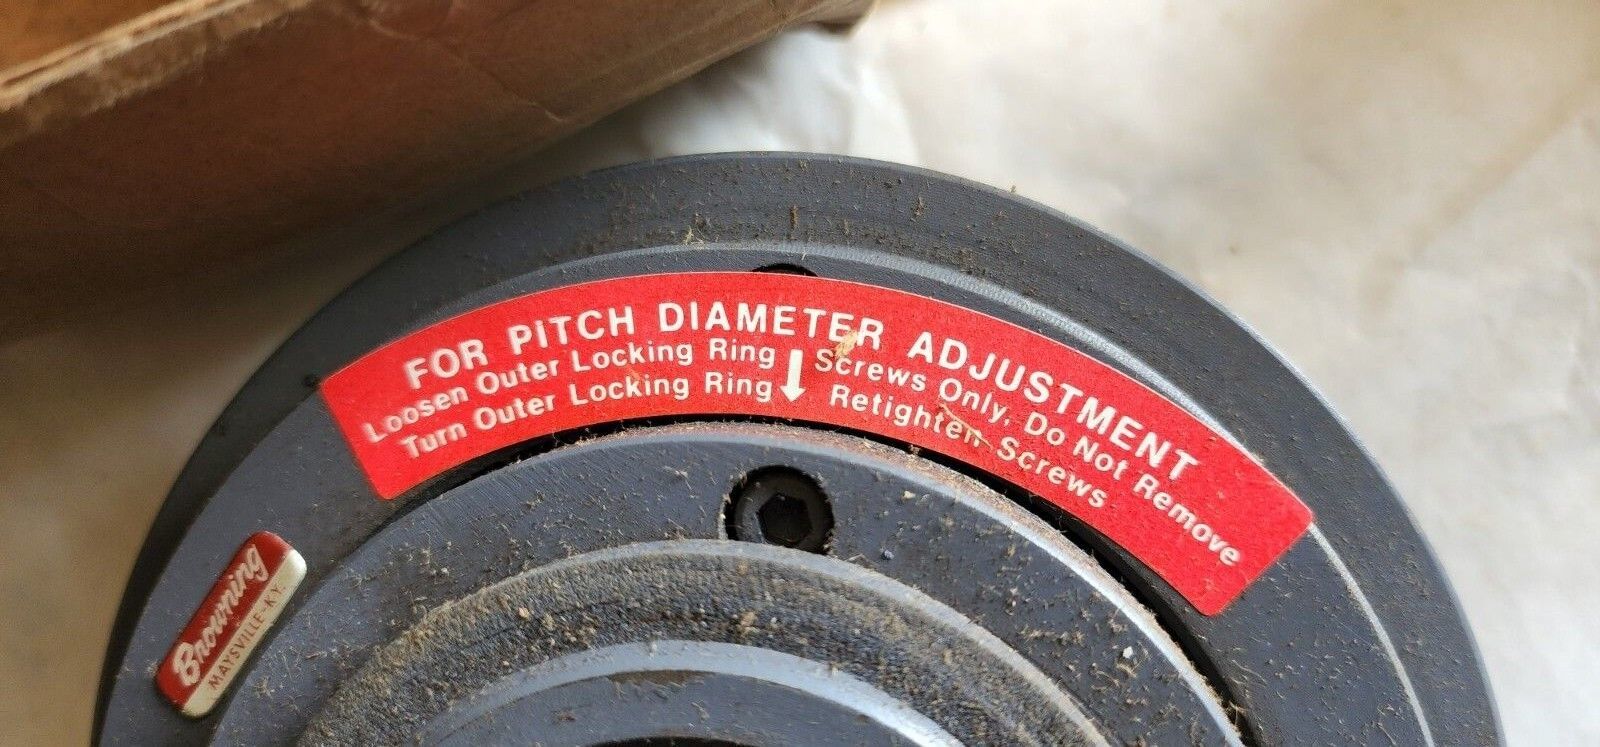 FOR PITCH DIAMETER ADJUSTMENT
Loosen Outer Locking Ring ↓ Screws Only, Do Not Remove
Turn Outer Locking Ring Retighten Screws
Browning
MAYSVILLE-KY.